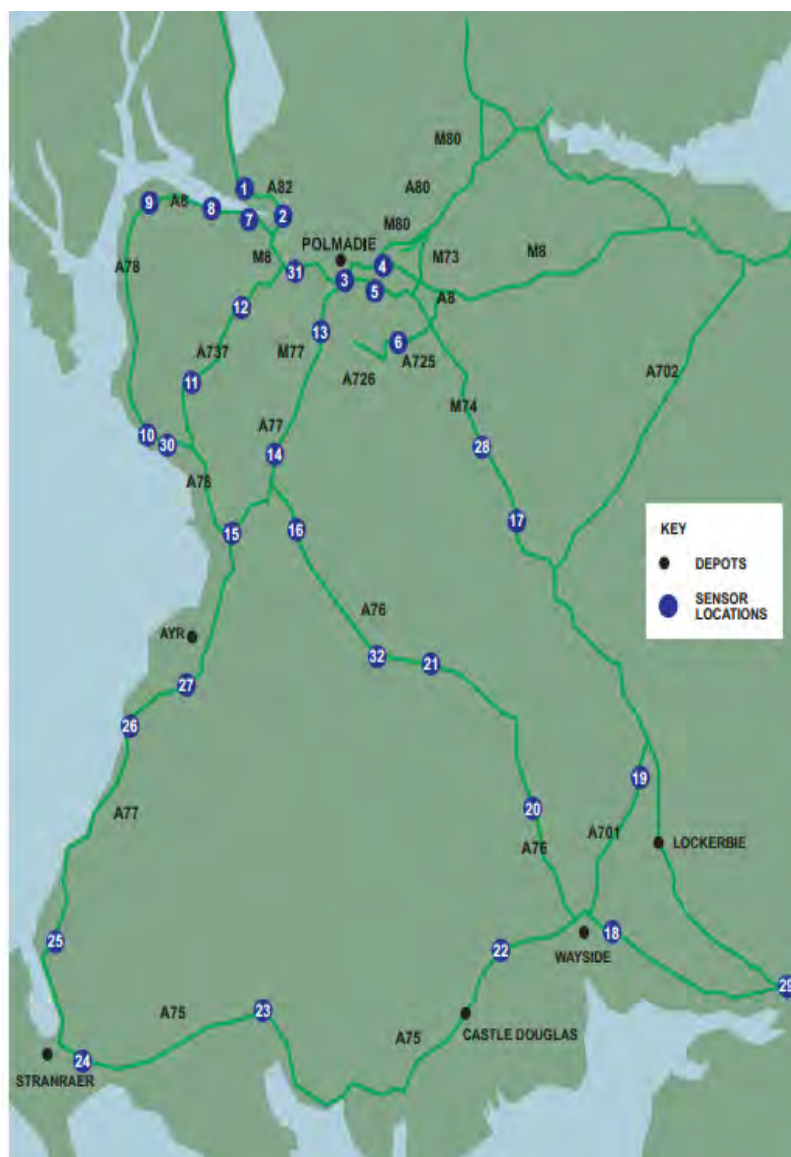 M80
A80
1
A82
9
A8
8
7
2
M80
POLMADIE
M73
M8
A78
M8
31
4
3
5
A8
12
13
6
A737
M77
A725
A726
A702
11
M74
A77
10
30
28
14
A78
17
KEY
15
16
DEPOTS
SENSOR
LOCATIONS
A76
AYR
32
21
27
26
19
A77
20
A701
A76
LOCKERBIE
25
18
22
WAYSIDE
29
23
A75
CASTLE DOUGLAS
A75
24
STRANRAER